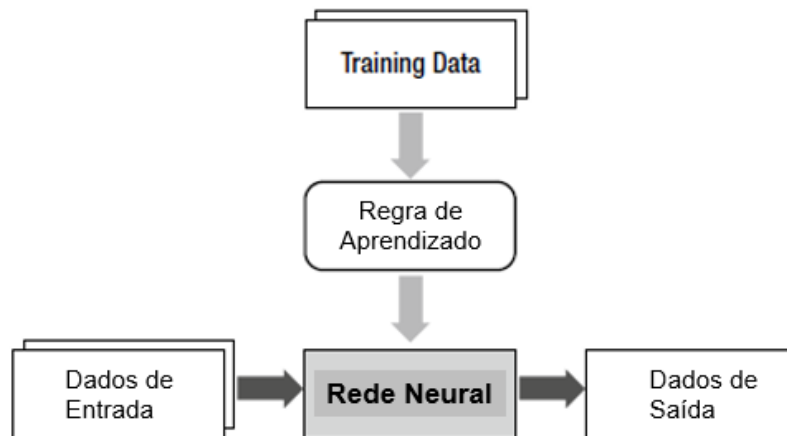 Training Data
Regra de
Aprendizado
Dados de
Entrada
Rede Neural
Dados de
Saída